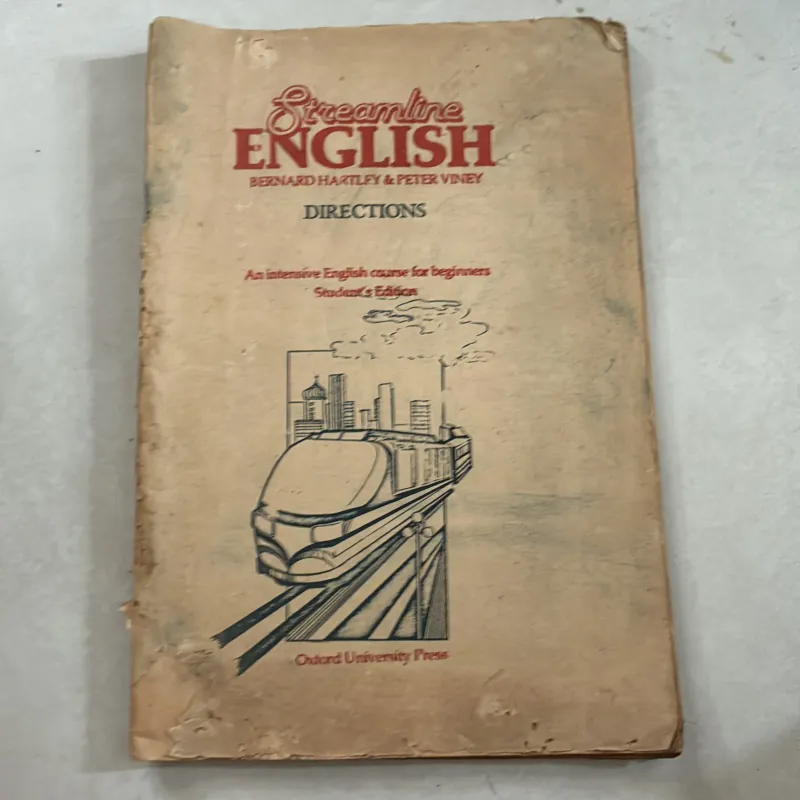 Streamline
ENGLISH
BERNARD HARTLEY & PETER VINEY
DIRECTIONS
An intensive English course for beginners
Student's Edition
Oxford University Press